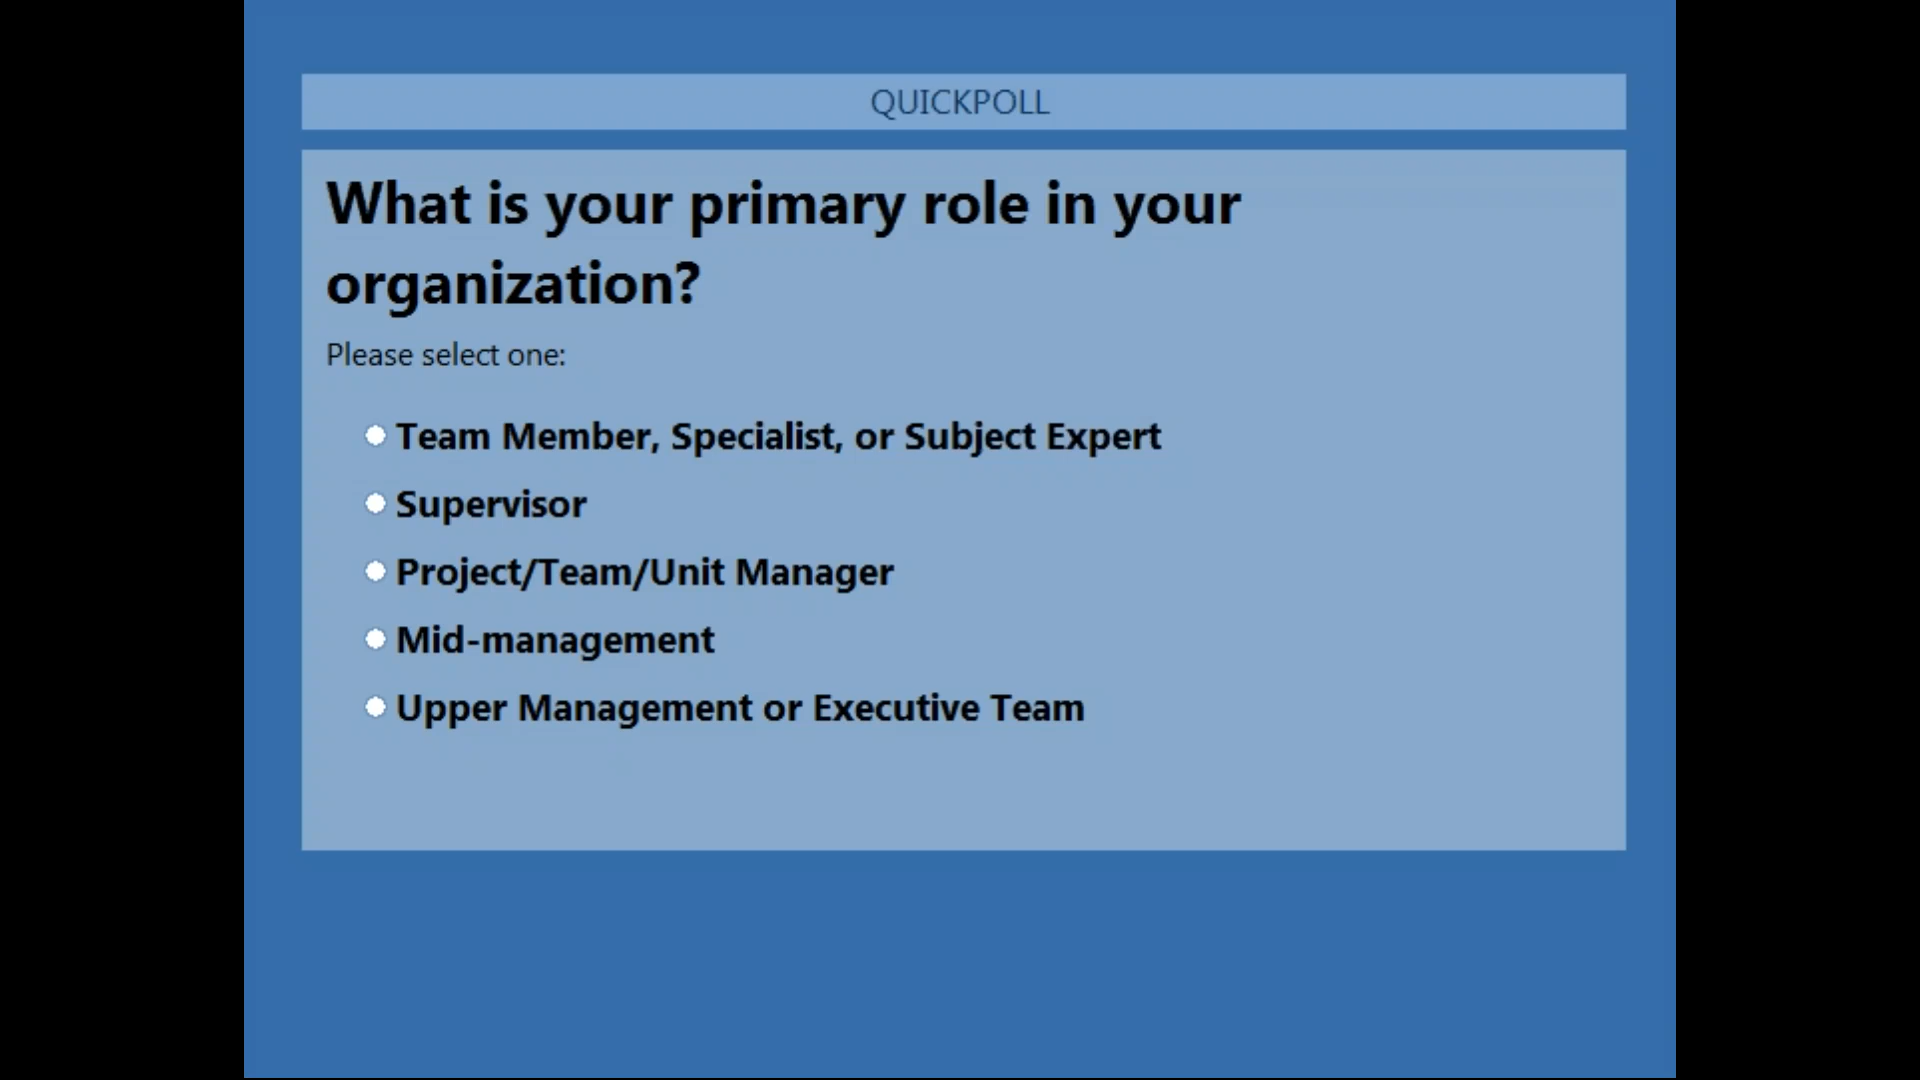 QUICKPOLL
What is your primary role in your
organization?
Please select one:
Team Member, Specialist, or Subject Expert
Supervisor
Project/Team/Unit Manager
Mid-management
Upper Management or Executive Team